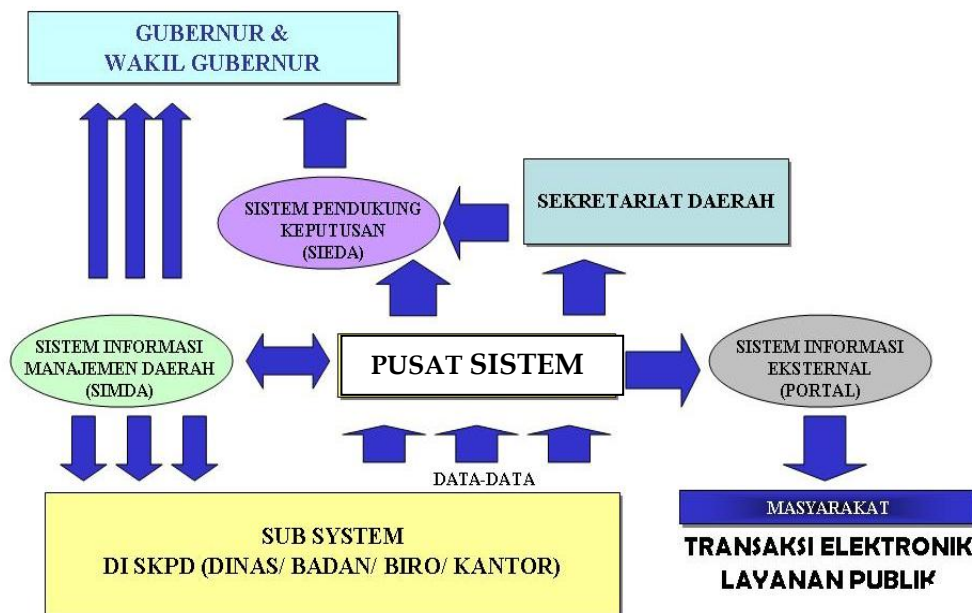 GUBERNUR &
WAKIL GUBERNUR
SISTEM PENDUKUNG
KEPUTUSAN
(SIEDA)
SEKRETARIAT DAERAH
SISTEM INFORMASI
MANAJEMEN DAERAH
(SIMDA)
PUSAT SISTEM
SISTEM INFORMASI
EKSTERNAL
(PORTAL)
DATA-DATA
SUB SYSTEM
DI SKPD (DINAS/ BADAN/ BIRO/ KANTOR)
MASYARAKAT
TRANSAKSI ELEKTRONIK
LAYANAN PUBLIK